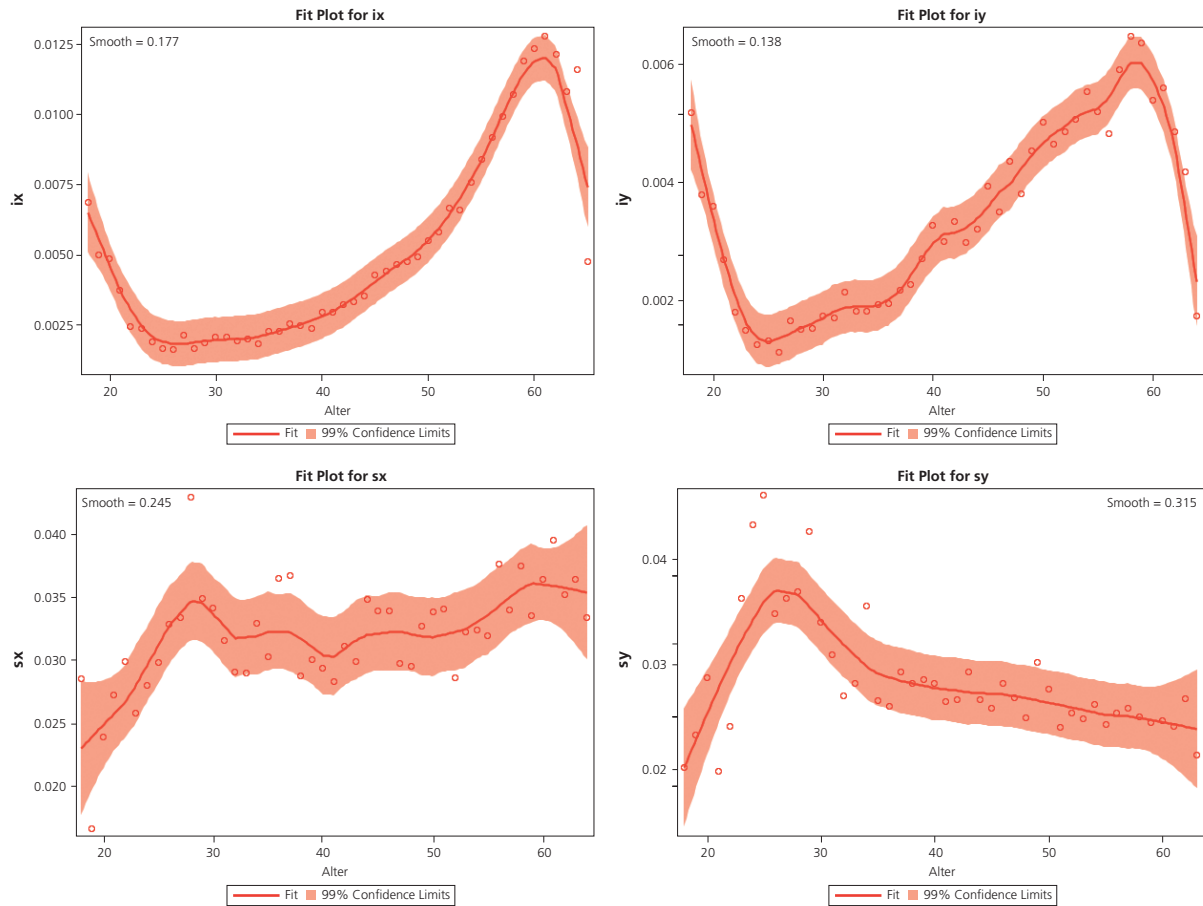 Fit Plot for ix
Smooth = 0.177
0.0125
0.0100
0.0075
0.0050
0.0025
ix
20 30 40 50 60
Alter
Fit 99% Confidence Limits
Fit Plot for iy
Smooth = 0.138
0.006
0.004
0.002
iy
20 30 40 50 60
Alter
Fit 99% Confidence Limits
Fit Plot for sx
Smooth = 0.245
0.040
0.035
0.030
0.025
0.020
sx
20 30 40 50 60
Alter
Fit 99% Confidence Limits
Fit Plot for sy
Smooth = 0.315
0.04
0.03
0.02
sy
20 30 40 50 60
Alter
Fit 99% Confidence Limits